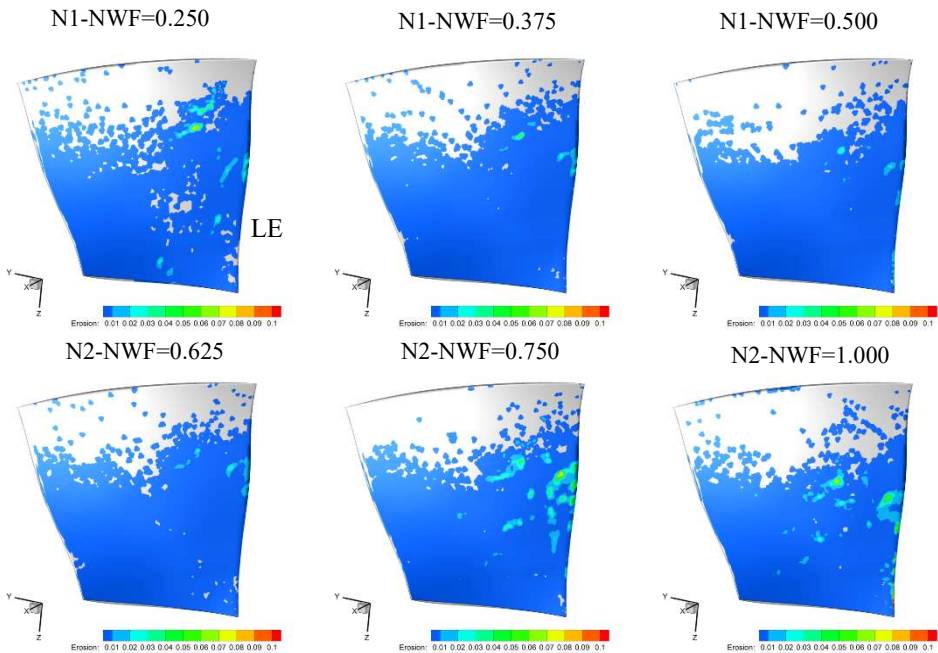 N1-NWF=0.250 N1-NWF=0.375 N1-NWF=0.500
LE
Y X Z Y X Z Y X Z
Erosion: 0.01 0.02 0.03 0.04 0.05 0.06 0.07 0.08 0.09 0.1 Erosion: 0.01 0.02 0.03 0.04 0.05 0.06 0.07 0.08 0.09 0.1 Erosion: 0.01 0.02 0.03 0.04 0.05 0.06 0.07 0.08 0.09 0.1
N2-NWF=0.625 N2-NWF=0.750 N2-NWF=1.000
Y X Z Y X Z Y X Z
Erosion: 0.01 0.02 0.03 0.04 0.05 0.06 0.07 0.08 0.09 0.1 Erosion: 0.01 0.02 0.03 0.04 0.05 0.06 0.07 0.08 0.09 0.1 Erosion: 0.01 0.02 0.03 0.04 0.05 0.06 0.07 0.08 0.09 0.1